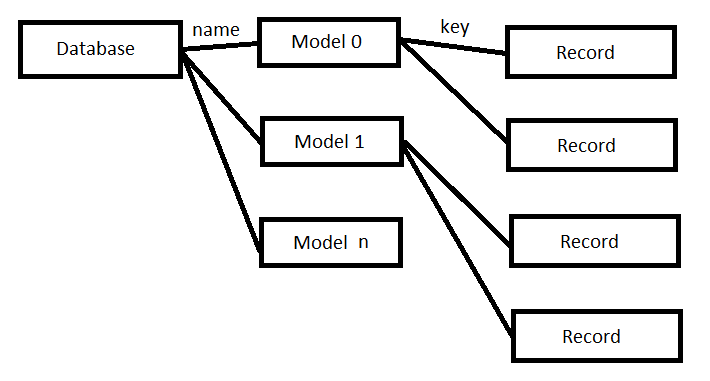 Database
name
Model 0
key
Record
Model 1
Record
Model n
Record
Record